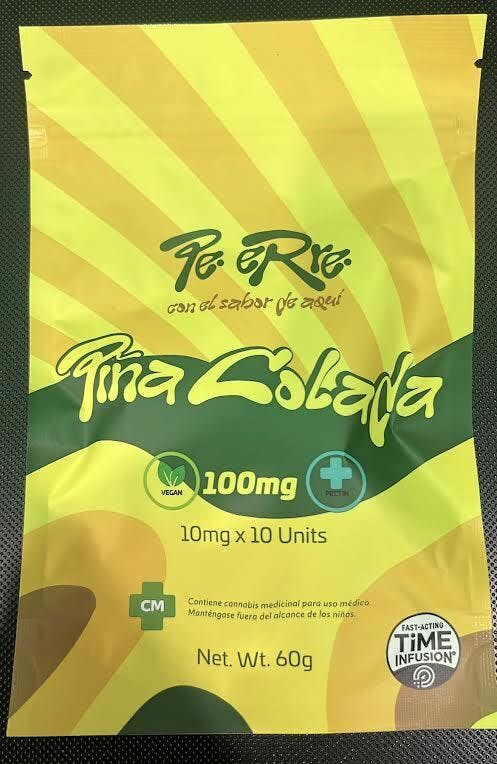 Pe eRre
con el sabor de aquí
Piña Colada
VEGAN
100mg
PECTIN
10mg x 10 Units
CM
Contiene cannabis medicinal para uso médico.
Manténgase fuera del alcance de los niños.
Net. Wt. 60g
FAST-ACTING
TiME
INFUSION®